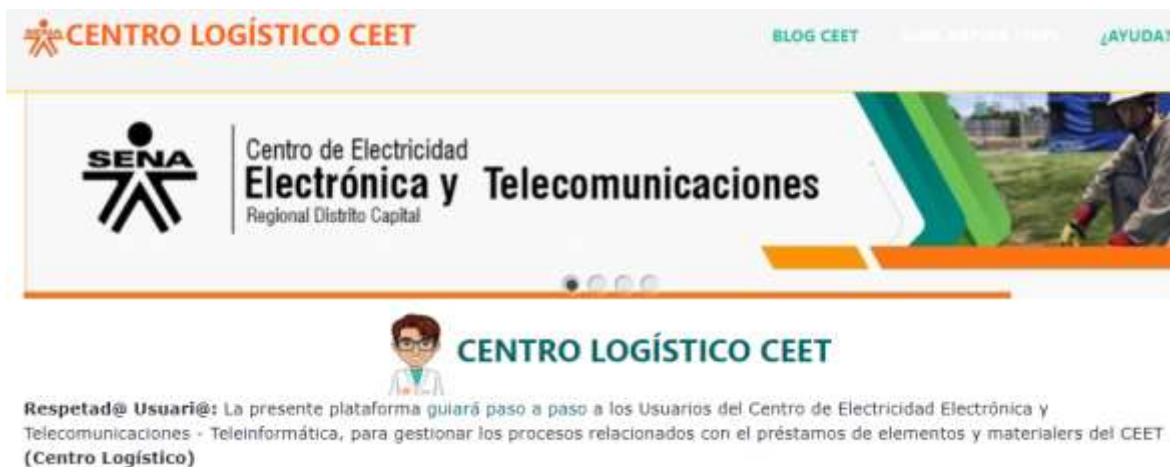 CENTRO LOGÍSTICO CEET
BLOG CEET
¿AYUDA?
SENA
Centro de Electricidad
Electrónica y Telecomunicaciones
Regional Distrito Capital
CENTRO LOGÍSTICO CEET
Respetad@ Usuari@: La presente plataforma guiará paso a paso a los Usuarios del Centro de Electricidad Electrónica y
Telecomunicaciones - Teleinformática, para gestionar los procesos relacionados con el préstamos de elementos y materialers del CEET
(Centro Logístico)